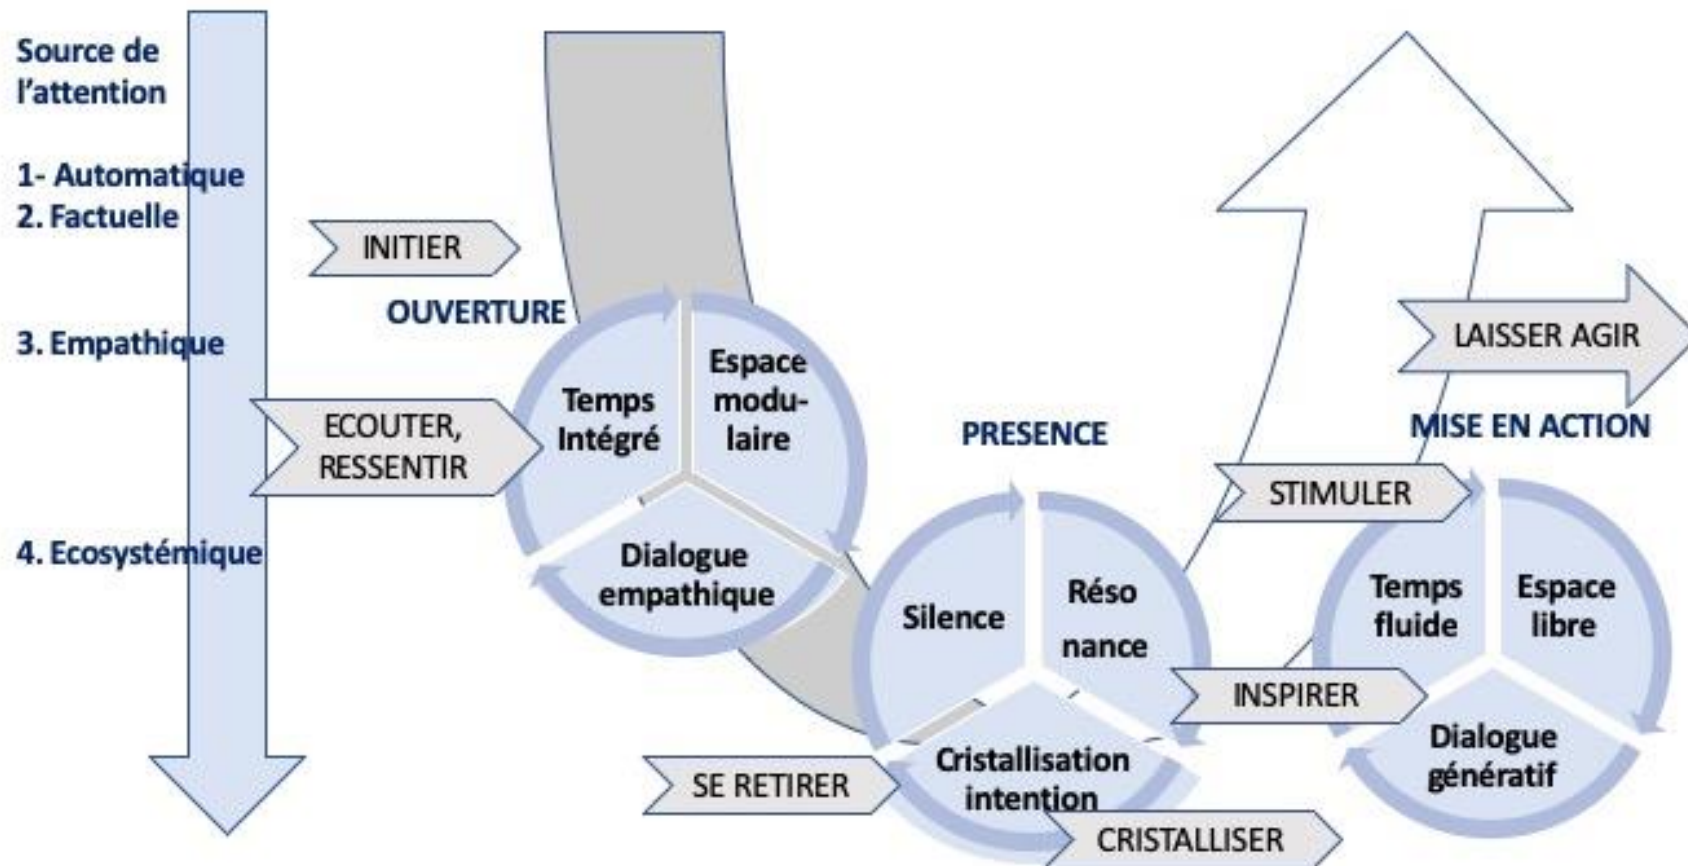 Source de
l'attention
1- Automatique
2. Factuelle
3. Empathique
4. Ecosystémique
INITIER
OUVERTURE
ECOUTER,
RESSENTIR
Temps
Intégré
Espace
modu-
laire
Dialogue
empathique
PRESENCE
Silence
Réso
nance
Cristallisation
intention
SE RETIRER
CRISTALLISER
INSPIRER
STIMULER
LAISSER AGIR
MISE EN ACTION
Temps
fluide
Espace
libre
Dialogue
génératif